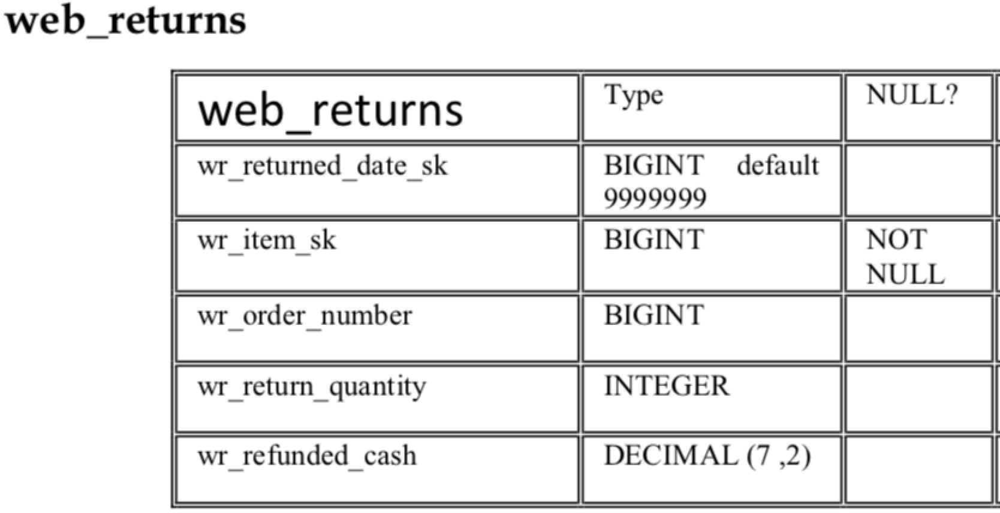 web_returns
web_returns Type NULL?
wr_returned_date_sk BIGINT default
9999999
wr_item_sk BIGINT NOT
NULL
wr_order_number BIGINT
wr_return_quantity INTEGER
wr_refunded_cash DECIMAL (7 ,2)